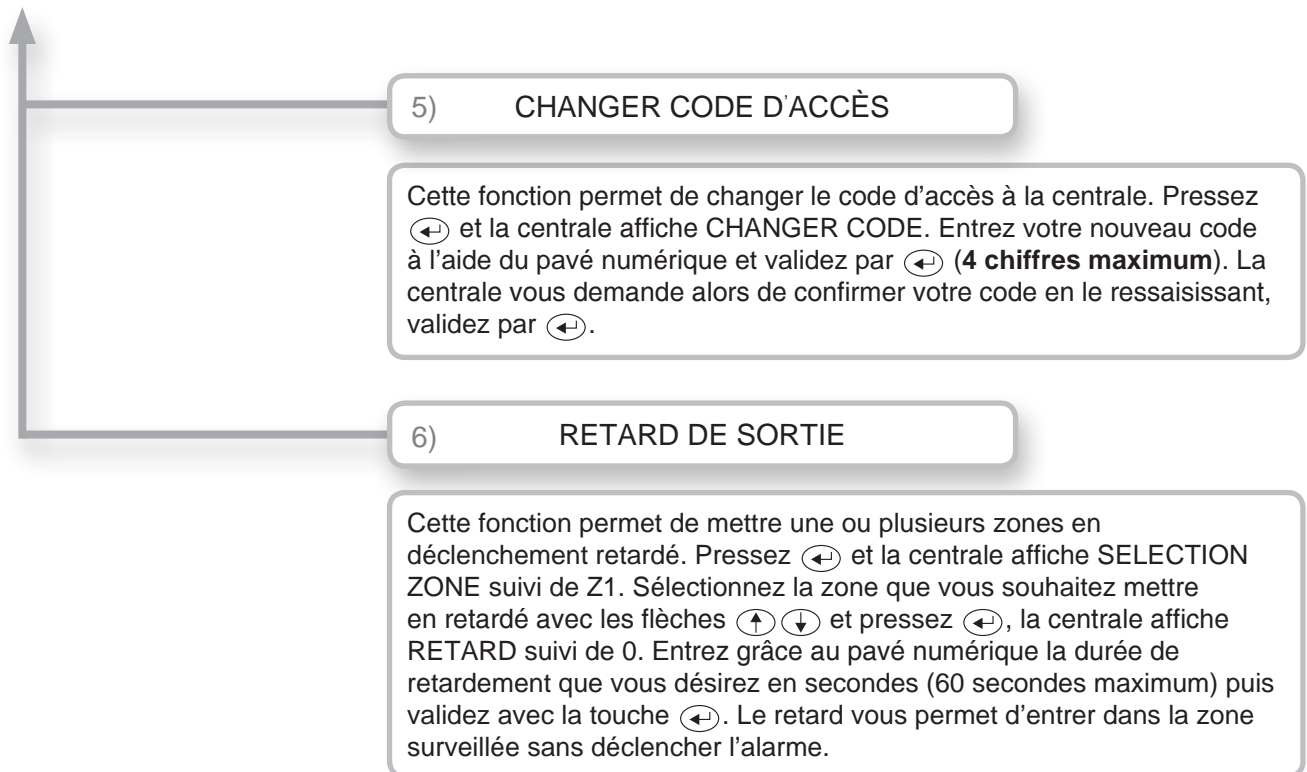 5) CHANGER CODE D'ACCÈS
Cette fonction permet de changer le code d'accès à la centrale. Pressez
et la centrale affiche CHANGER CODE. Entrez votre nouveau code
à l'aide du pavé numérique et validez par (4 chiffres maximum). La
centrale vous demande alors de confirmer votre code en le ressaisissant,
validez par .
6) RETARD DE SORTIE
Cette fonction permet de mettre une ou plusieurs zones en
déclenchement retardé. Pressez et la centrale affiche SELECTION
ZONE suivi de Z1. Sélectionnez la zone que vous souhaitez mettre
en retardé avec les flèches et pressez , la centrale affiche
RETARD suivi de 0. Entrez grâce au pavé numérique la durée de
retardement que vous désirez en secondes (60 secondes maximum) puis
validez avec la touche . Le retard vous permet d'entrer dans la zone
surveillée sans déclencher l'alarme.